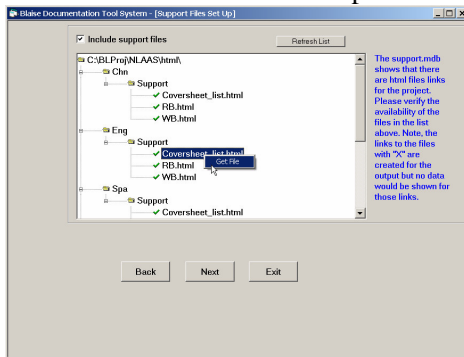 Blaise Documentation Tool System - [Support Files Set Up]
Include support files
Refresh List
C:\BLProj\NLAAS\html\
Chn
Support
Coversheet_list.html
RB.html
WB.html
Eng
Support
Coversheet_list.html
Get File
RB.html
WB.html
Spa
Support
Coversheet_list.html
The support.mdb
shows that there
are html files links
for the project.
Please verify the
availability of the
files in the list
above. Note, the
links to the files
with "X" are
created for the
output but no data
would be shown for
those links.
Back
Next
Exit